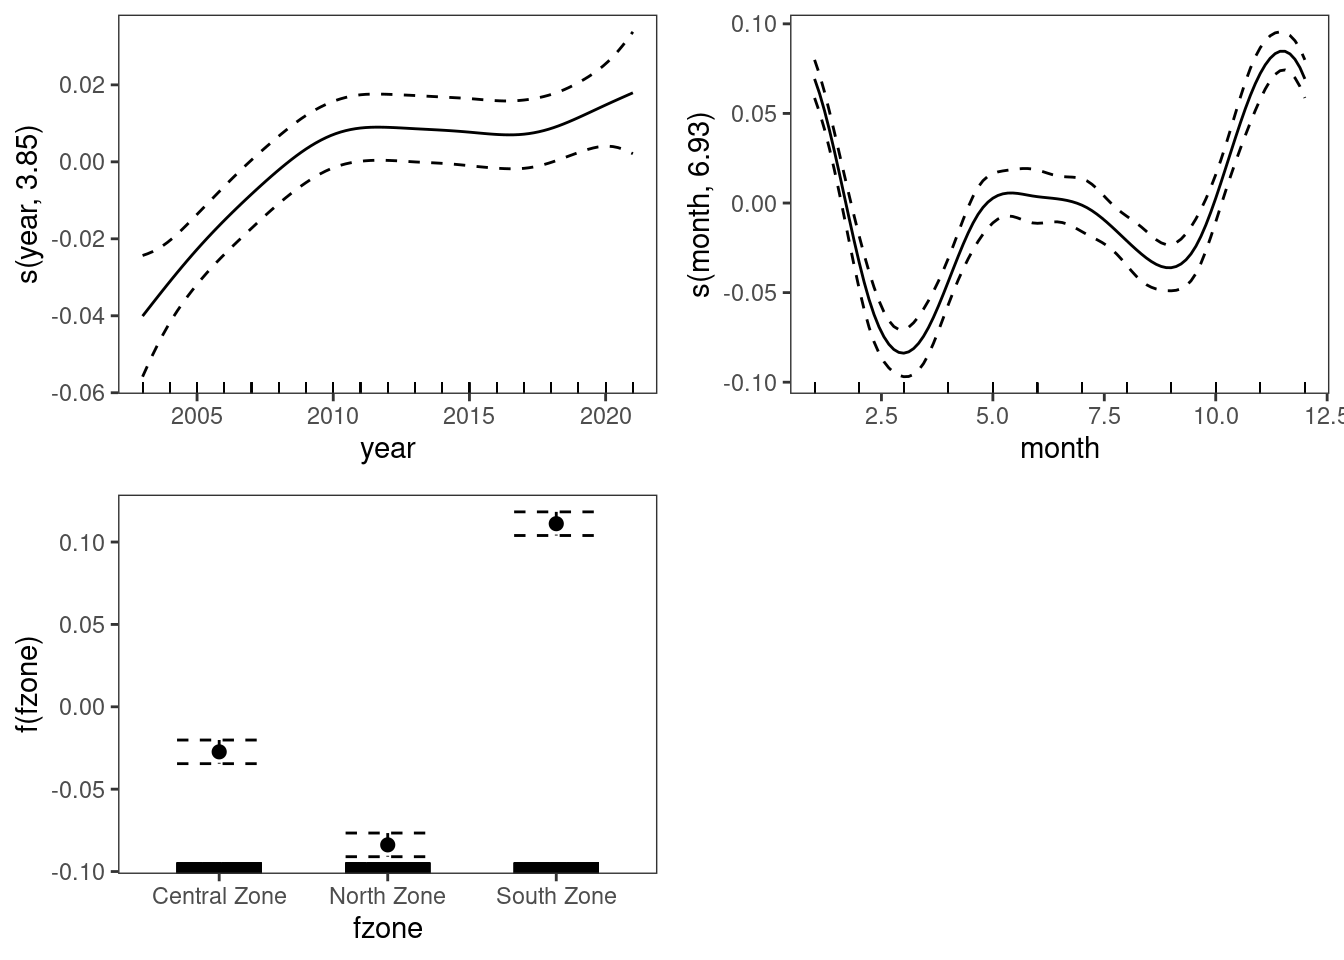 s(year, 3.85)
0.02
0.00
-0.02
-0.04
-0.06
2005 2010 2015 2020
year
s(month, 6.93)
0.10
0.05
0.00
-0.05
-0.10
2.5 5.0 7.5 10.0 12.5
month
f(fzone)
0.10
0.05
0.00
-0.05
-0.10
Central Zone North Zone South Zone
fzone